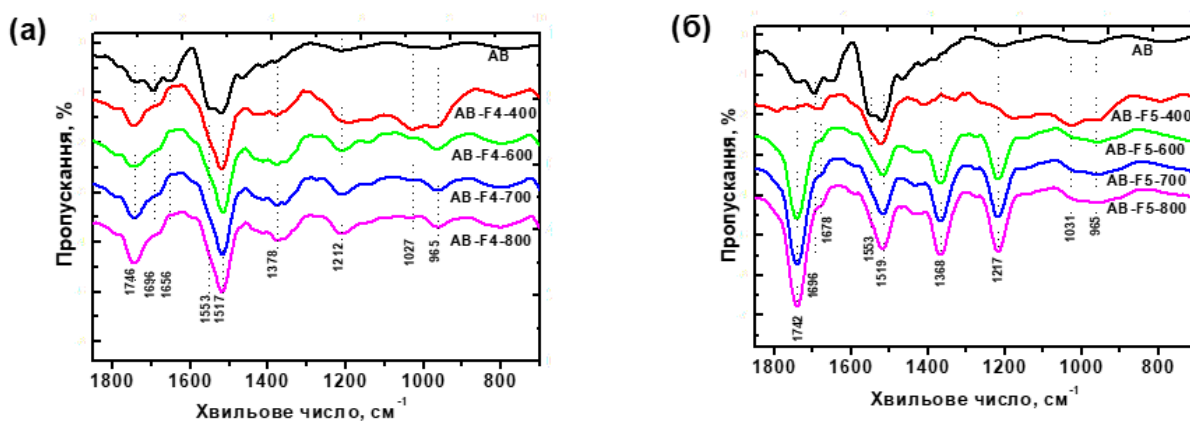 (а)
АВ
AB-F4-400
AB-F4-600
AB-F4-700
AB-F4-800
1746
1696
1656
1553
1517
1378
1212
1027
965
Пропускання, %
1800 1600 1400 1200 1000 800
Хвильове число, см⁻¹
(б)
АВ
AB-F5-400
AB-F5-600
AB-F5-700
AB-F5-800
1742
1696
1678
1553
1519
1368
1217
1031
965
Пропускання, %
1800 1600 1400 1200 1000 800
Хвильове число, см⁻¹